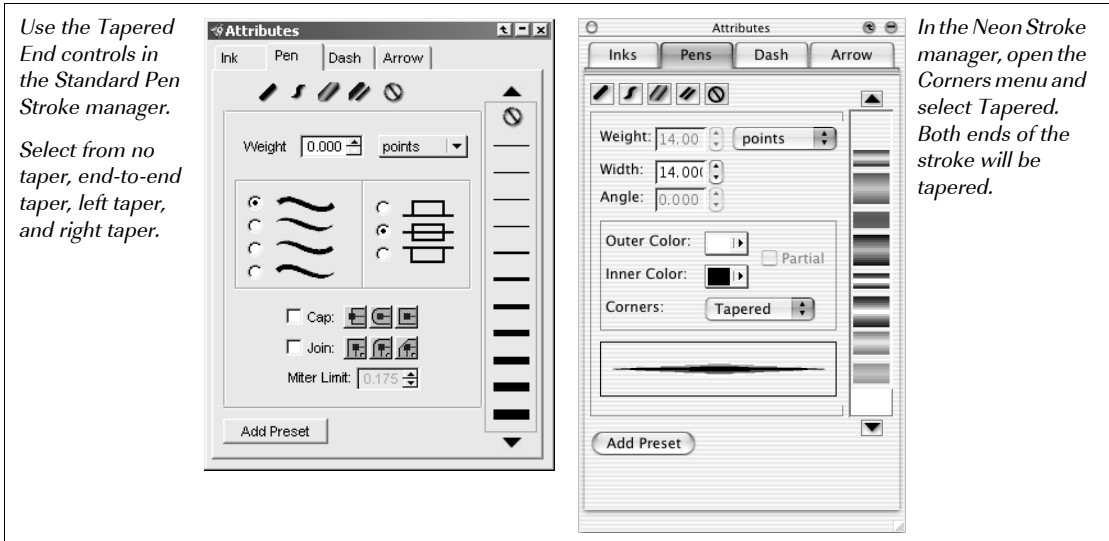 Use the Tapered
End controls in
the Standard Pen
Stroke manager.
Select from no
taper, end-to-end
taper, left taper,
and right taper.
Attributes
Ink Pen Dash Arrow
Weight 0.000 points
Cap:
Join:
Miter Limit: 0.175
Add Preset
Attributes
Inks Pens Dash Arrow
Weight: 14.00 points
Width: 14.00(
Angle: 0.000
Outer Color: Partial
Inner Color:
Corners: Tapered
Add Preset
In the Neon Stroke
manager, open the
Corners menu and
select Tapered.
Both ends of the
stroke will be
tapered.